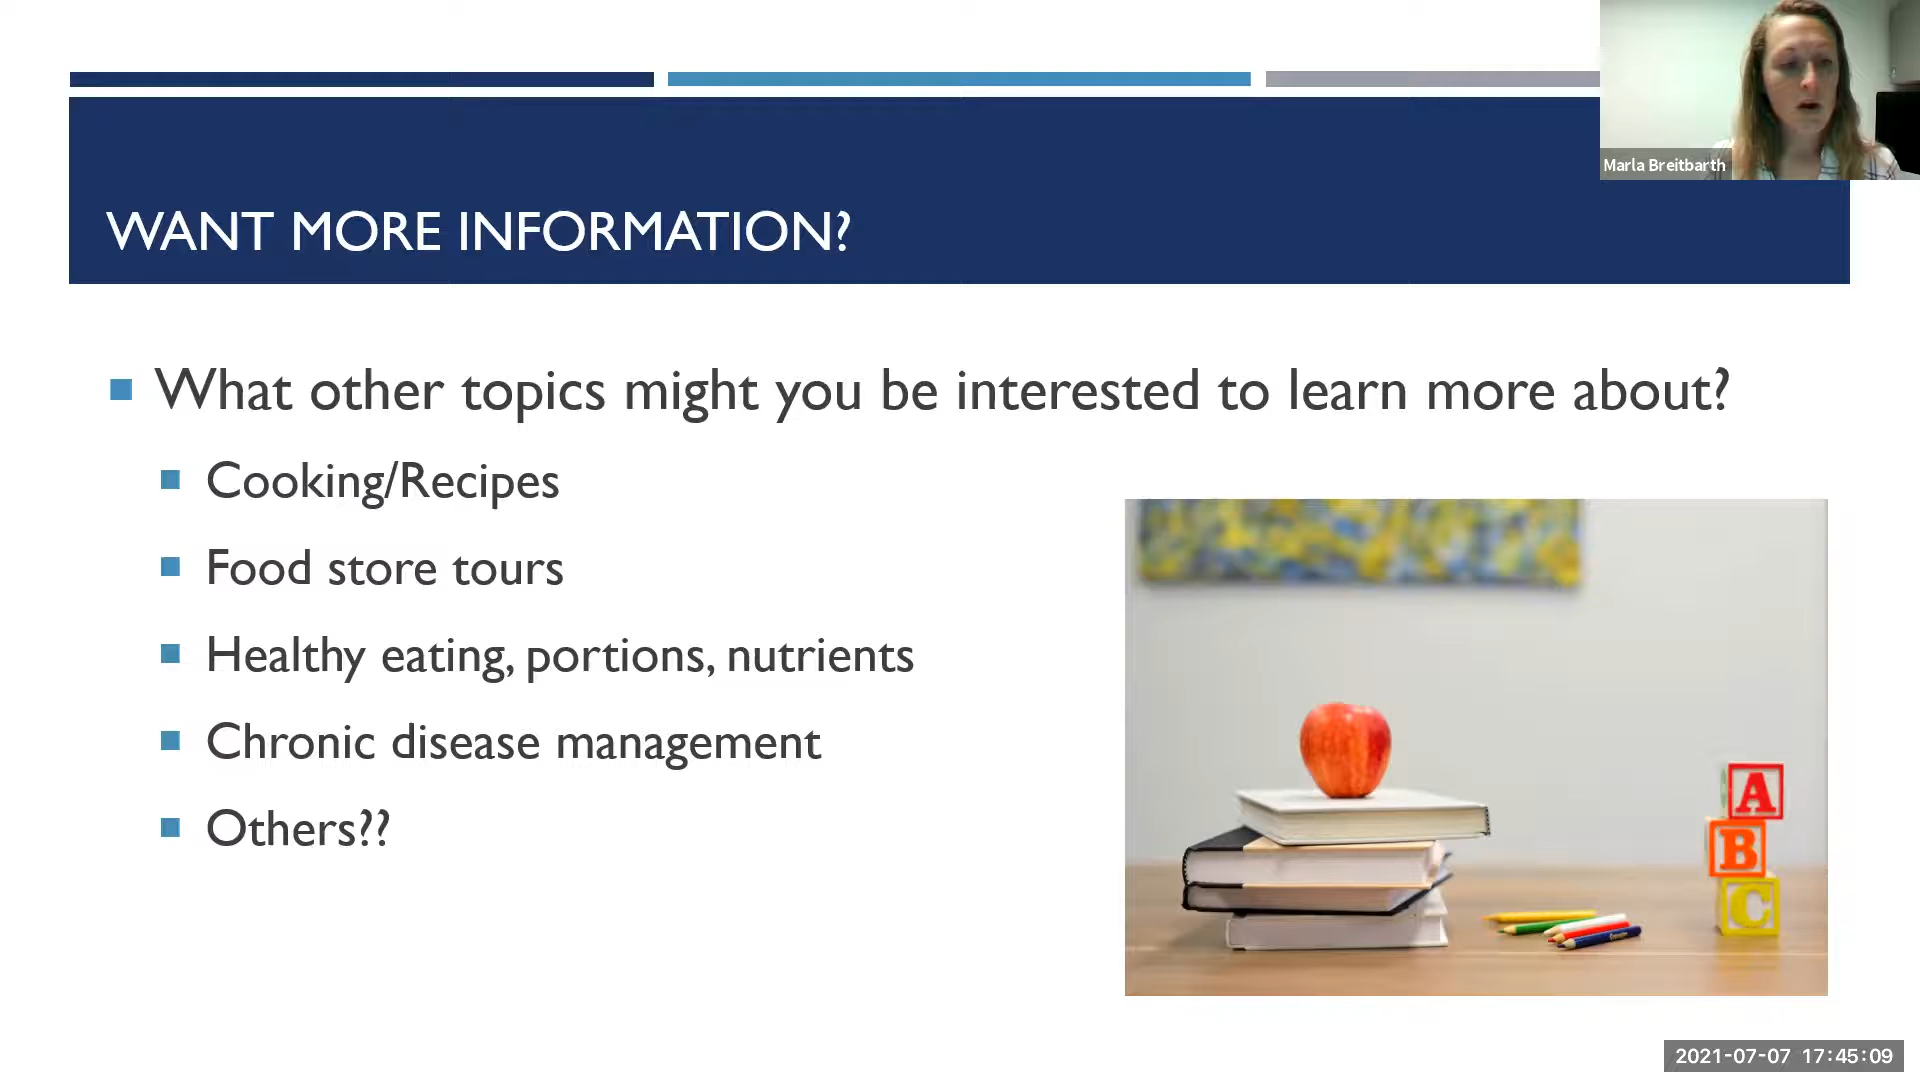 Marla Breitbarth
WANT MORE INFORMATION?
What other topics might you be interested to learn more about?
Cooking/Recipes
Food store tours
Healthy eating, portions, nutrients
Chronic disease management
Others??
A
B
C
2021-07-07 17:45:09